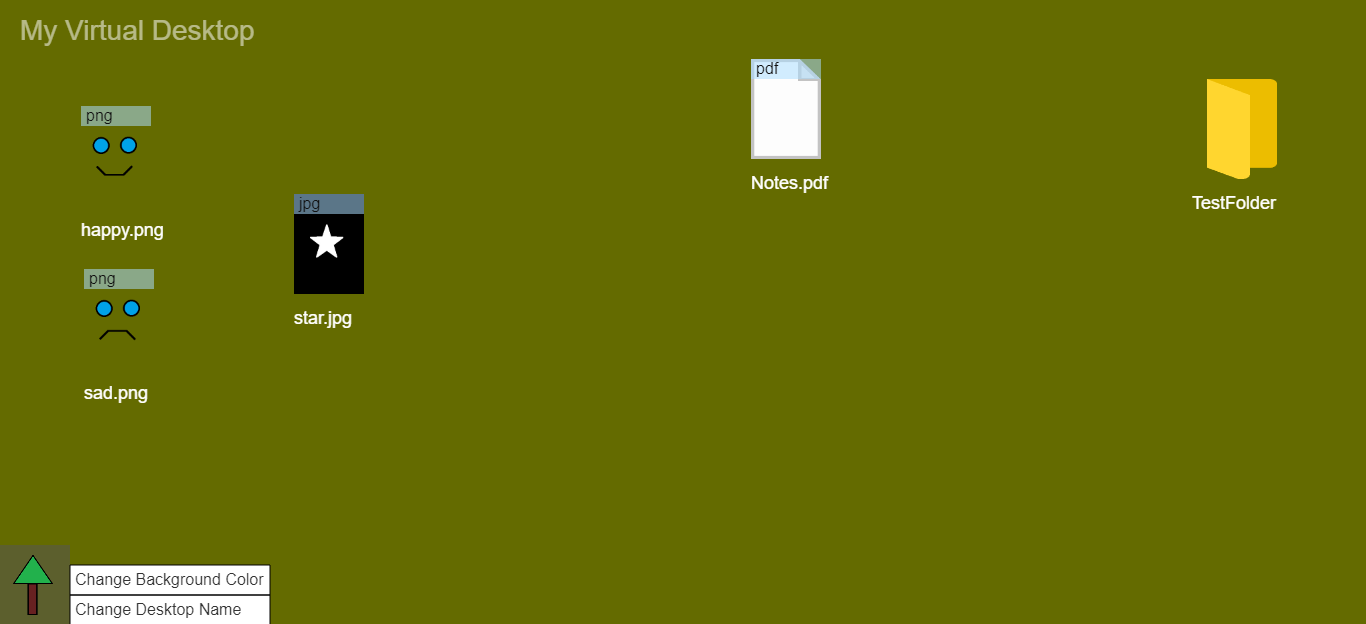 My Virtual Desktop
pdf
Notes.pdf
TestFolder
png
happy.png
jpg
star.jpg
png
sad.png
Change Background Color
Change Desktop Name